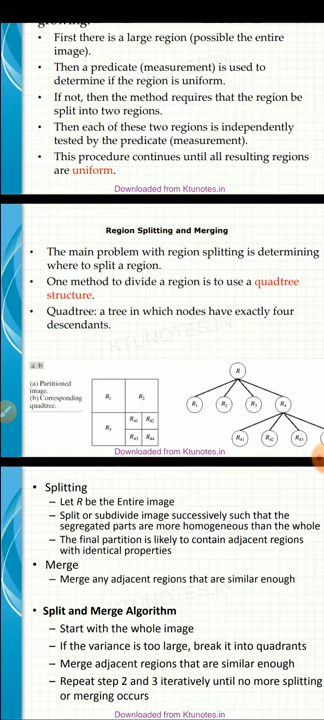 growing:
• First there is a large region (possible the entire
image).
• Then a predicate (measurement) is used to
determine if the region is uniform.
• If not, then the method requires that the region be
split into two regions.
• Then each of these two regions is independently
tested by the predicate (measurement).
• This procedure continues until all resulting regions
are uniform.
Downloaded from Ktunotes.in
Region Splitting and Merging
• The main problem with region splitting is determining
where to split a region.
• One method to divide a region is to use a quadtree
structure.
• Quadtree: a tree in which nodes have exactly four
descendants.
KTUNOTES.IN
a b
(a) Partitioned
image.
(b) Corresponding
quadtree.
R1 R2
R3 R41 R42
R43 R44
R
R1 R2 R3 R4
R41 R42 R43
Downloaded from Ktunotes.in
• Splitting
– Let R be the Entire image
– Split or subdivide image successively such that the
segregated parts are more homogeneous than the whole
– The final partition is likely to contain adjacent regions
with identical properties
• Merge
– Merge any adjacent regions that are similar enough
• Split and Merge Algorithm
– Start with the whole image
– If the variance is too large, break it into quadrants
– Merge adjacent regions that are similar enough
– Repeat step 2 and 3 iteratively until no more splitting
or merging occurs
Downloaded from Ktunotes.in